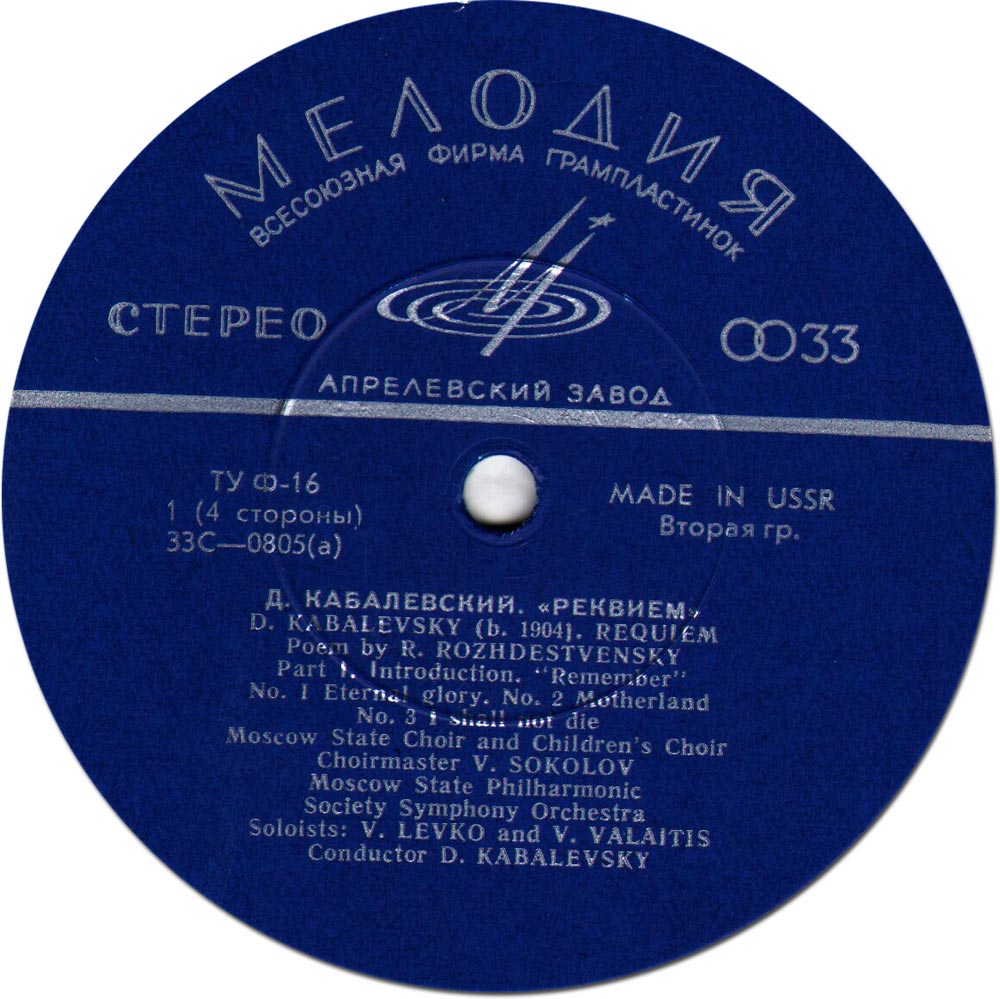 МЕЛОДИЯ
ВСЕСОЮЗНАЯ ФИРМА ГРАМПЛАСТИНОК
СТЕРЕО
33
АПРЕЛЕВСКИЙ ЗАВОД
ТУ Ф-16
1 (4 стороны)
33С—0805(а)
MADE IN USSR
Вторая гр.
Д. КАБАЛЕВСКИЙ. «РЕКВИЕМ»
D. KABALEVSKY (b. 1904). REQUIEM
Poem by R. ROZHDESTVENSKY
Part I. Introduction. "Remember"
No. 1 Eternal glory. No. 2 Motherland
No. 3 I shall not die
Moscow State Choir and Children's Choir
Choirmaster V. SOKOLOV
Moscow State Philharmonic
Society Symphony Orchestra
Soloists: V. LEVKO and V. VALAITIS
Conductor D. KABALEVSKY